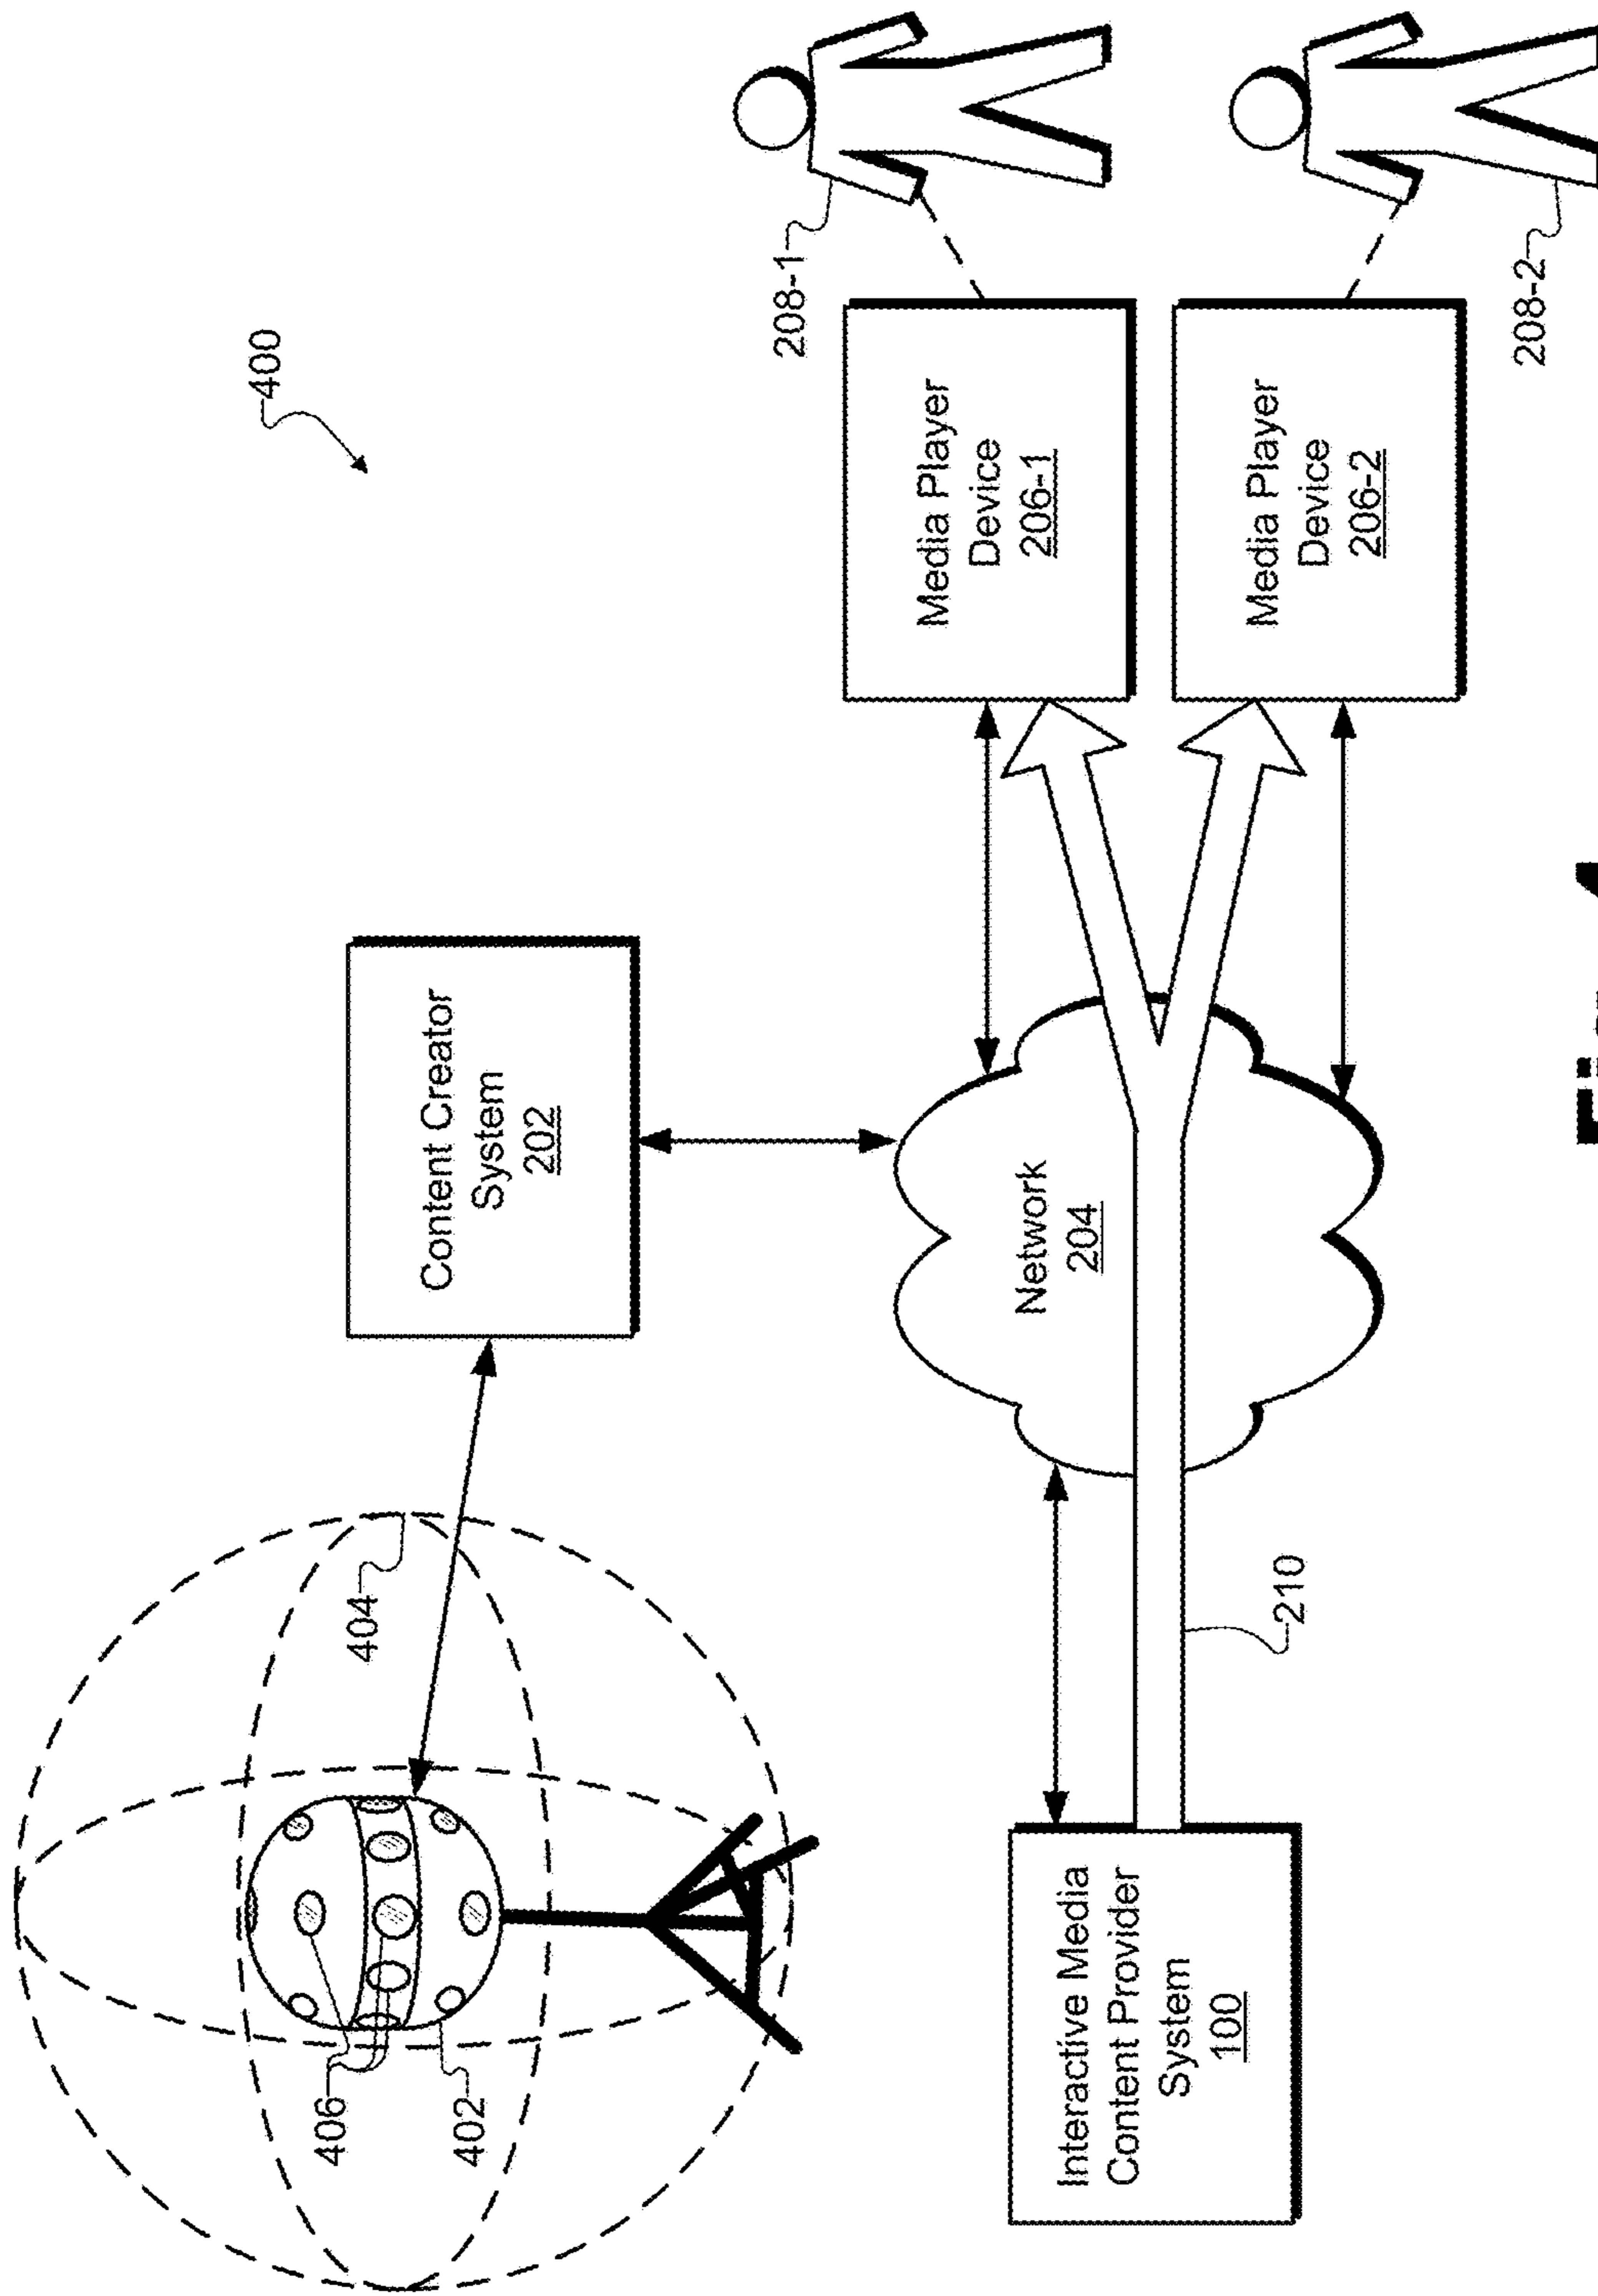 400
404
406
402
Content Creator
System
202
208-1
Media Player
Device
206-1
Network
204
Interactive Media
Content Provider
System
100
210
Media Player
Device
206-2
208-2